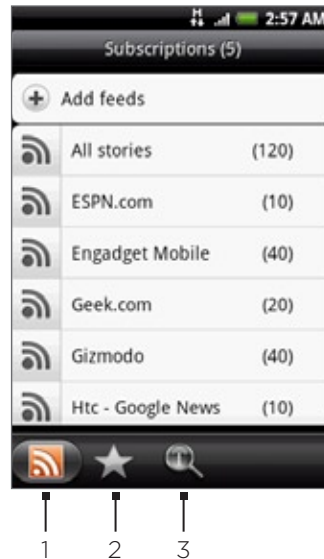 H 2:57 AM
Subscriptions (5)
Add feeds
All stories (120)
ESPN.com (10)
Engadget Mobile (40)
Geek.com (20)
Gizmodo (40)
Htc - Google News (10)
1 2 3